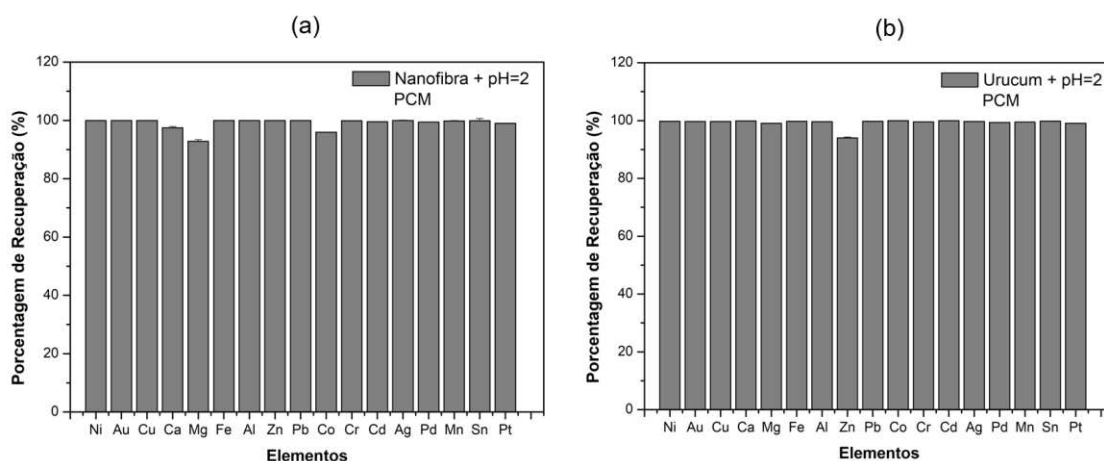 (a)
Porcentagem de Recuperação (%)
120
100
80
60
40
20
0
Nanofibra + pH=2
PCM
Ni Au Cu Ca Mg Fe Al Zn Pb Co Cr Cd Ag Pd Mn Sn Pt
Elementos
(b)
Porcentagem de Recuperação (%)
120
100
80
60
40
20
0
Urucum + pH=2
PCM
Ni Au Cu Ca Mg Fe Al Zn Pb Co Cr Cd Ag Pd Mn Sn Pt
Elementos